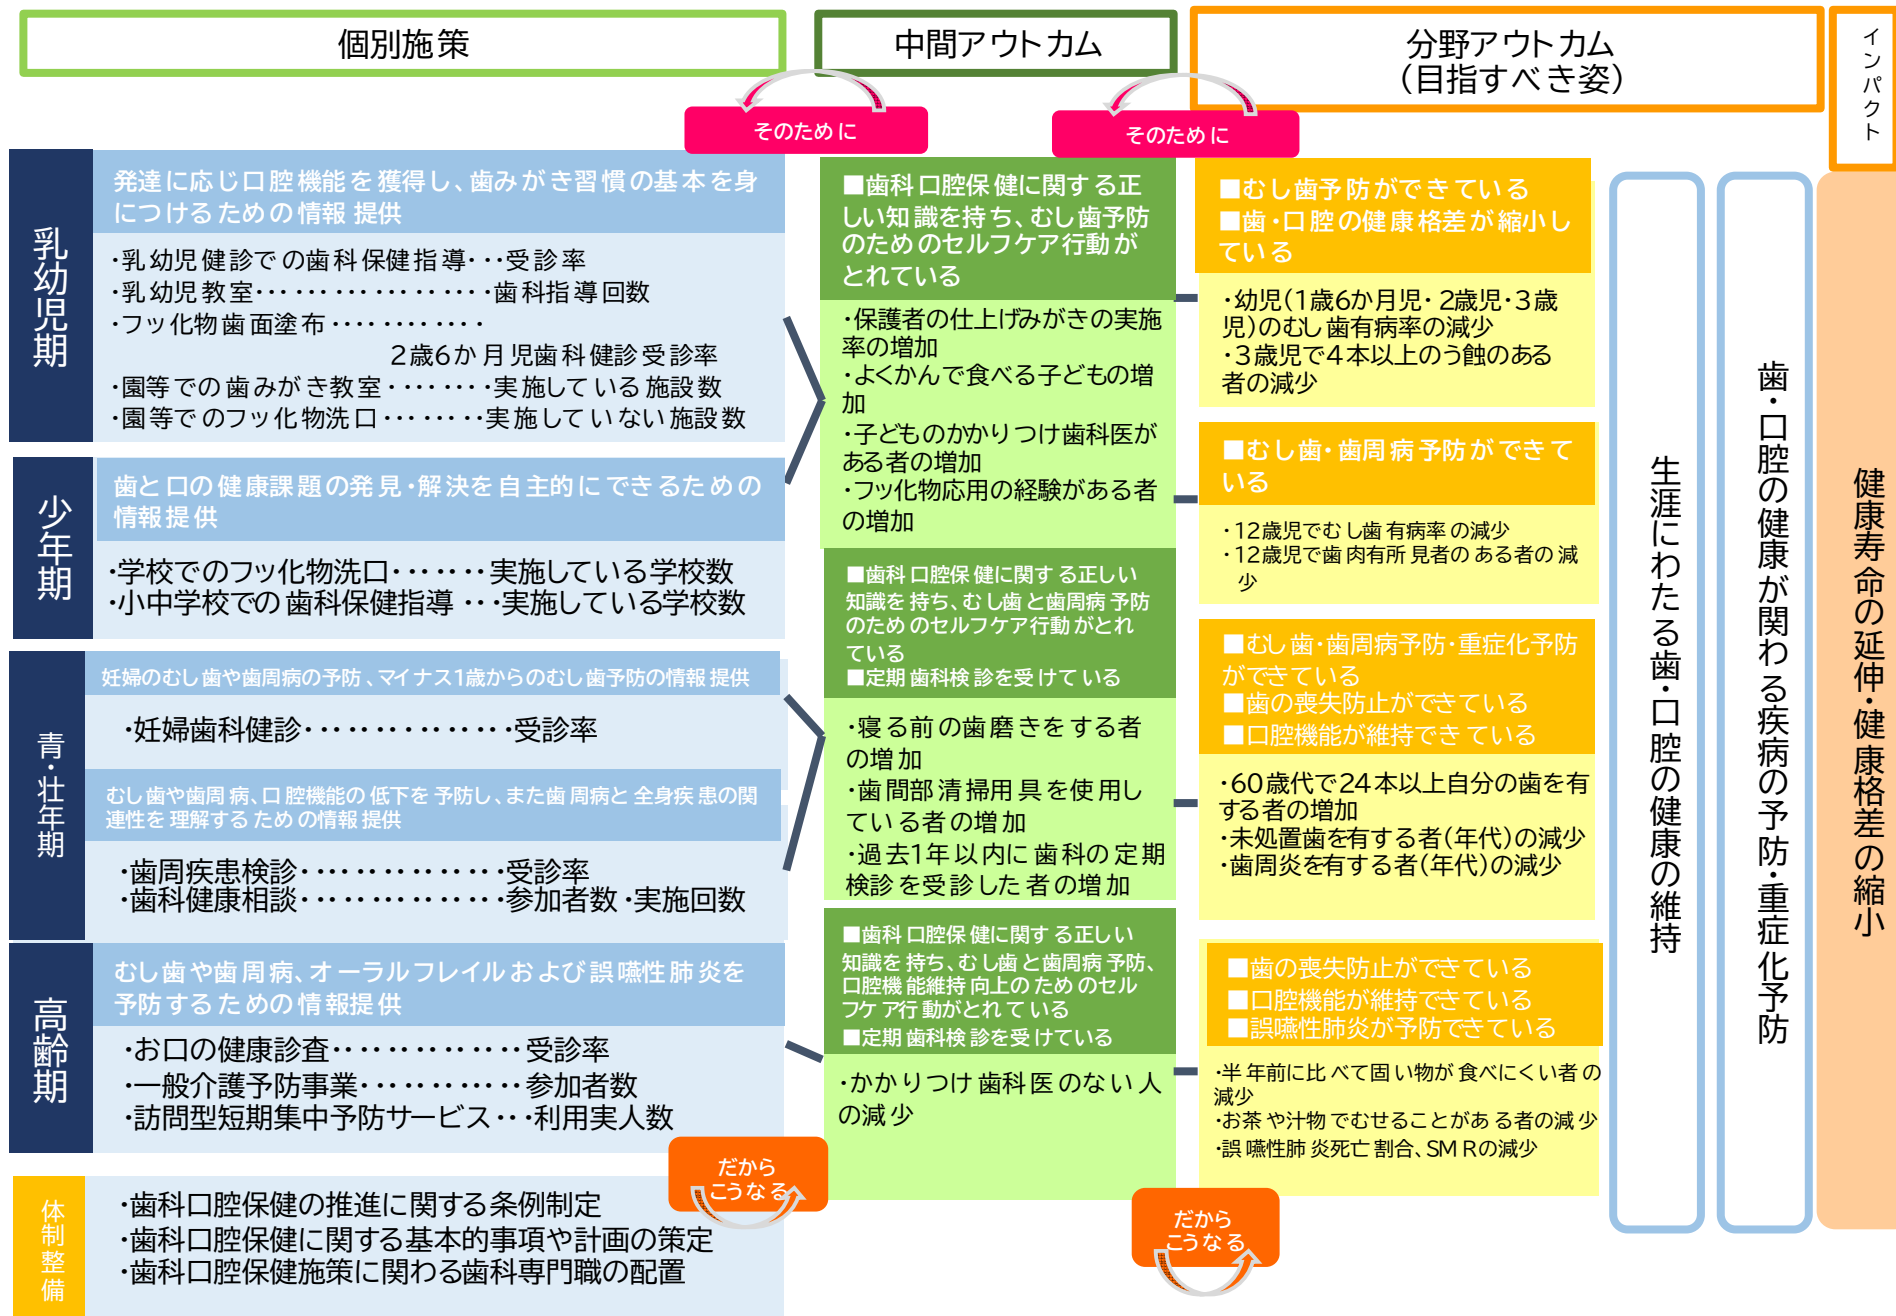 個別施策
中間アウトカム
分野アウトカム
(目指すべき姿)
インパクト
そのために
そのために
乳幼児期
発達に応じ口腔機能を獲得し、歯みがき習慣の基本を身
につけるための情報提供
・乳幼児健診での歯科保健指導・・・受診率
・乳幼児教室・・・・・・・・・・・・・・・・・・歯科指導回数
・フッ化物歯面塗布・・・・・・・・・・・・
2歳6か月児歯科健診受診率
・園等での歯みがき教室・・・・・・・・実施している施設数
・園等でのフッ化物洗口・・・・・・・・実施していない施設数
少年期
歯と口の健康課題の発見・解決を自主的にできるための
情報提供
・学校でのフッ化物洗口・・・・・・・実施している学校数
・小中学校での歯科保健指導・・・実施している学校数
青・壮年期
妊婦のむし歯や歯周病の予防、マイナス1歳からのむし歯予防の情報提供
・妊婦歯科健診・・・・・・・・・・・・・・・受診率
むし歯や歯周病、口腔機能の低下を予防し、また歯周病と全身疾患の関
連性を理解するための情報提供
・歯周疾患検診・・・・・・・・・・・・・・・受診率
・歯科健康相談・・・・・・・・・・・・・・・参加者数・実施回数
高齢期
むし歯や歯周病、オーラルフレイルおよび誤嚥性肺炎を
予防するための情報提供
・お口の健康診査・・・・・・・・・・・・・・受診率
・一般介護予防事業・・・・・・・・・・・・参加者数
・訪問型短期集中予防サービス・・・利用実人数
体制整備
・歯科口腔保健の推進に関する条例制定
・歯科口腔保健に関する基本的事項や計画の策定
・歯科口腔保健施策に関わる歯科専門職の配置
■歯科口腔保健に関する正
しい知識を持ち、むし歯予防
のためのセルフケア行動が
とれている
・保護者の仕上げみがきの実施
率の増加
・よくかんで食べる子どもの増
加
・子どものかかりつけ歯科医が
ある者の増加
・フッ化物応用の経験がある者
の増加
■歯科口腔保健に関する正しい
知識を持ち、むし歯と歯周病予防
のためのセルフケア行動がとれ
ている
■定期歯科検診を受けている
・寝る前の歯磨きをする者
の増加
・歯間部清掃用具を使用し
ている者の増加
・過去1年以内に歯科の定期
検診を受診した者の増加
■歯科口腔保健に関する正しい
知識を持ち、むし歯と歯周病予防、
口腔機能維持向上のためのセル
フケア行動がとれている
■定期歯科検診を受けている
・かかりつけ歯科医のない人
の減少
だから
こうなる
■むし歯予防ができている
■歯・口腔の健康格差が縮小し
ている
・幼児(1歳6か月児・2歳児・3歳
児)のむし歯有病率の減少
・3歳児で4本以上のう蝕のある
者の減少
■むし歯・歯周病予防ができて
いる
・12歳児でむし歯有病率の減少
・12歳児で歯肉有所見者のある者の減
少
■むし歯・歯周病予防・重症化予防
ができている
■歯の喪失防止ができている
■口腔機能が維持できている
・60歳代で24本以上自分の歯を有
する者の増加
・未処置歯を有する者(年代)の減少
・歯周炎を有する者(年代)の減少
■歯の喪失防止ができている
■口腔機能が維持できている
■誤嚥性肺炎が予防できている
・半年前に比べて固い物が食べにくい者の
減少
・お茶や汁物でむせることがある者の減少
・誤嚥性肺炎死亡割合、SMRの減少
だから
こうなる
生涯にわたる歯・口腔の健康の維持
歯・口腔の健康が関わる疾病の予防・重症化予防
健康寿命の延伸・健康格差の縮小